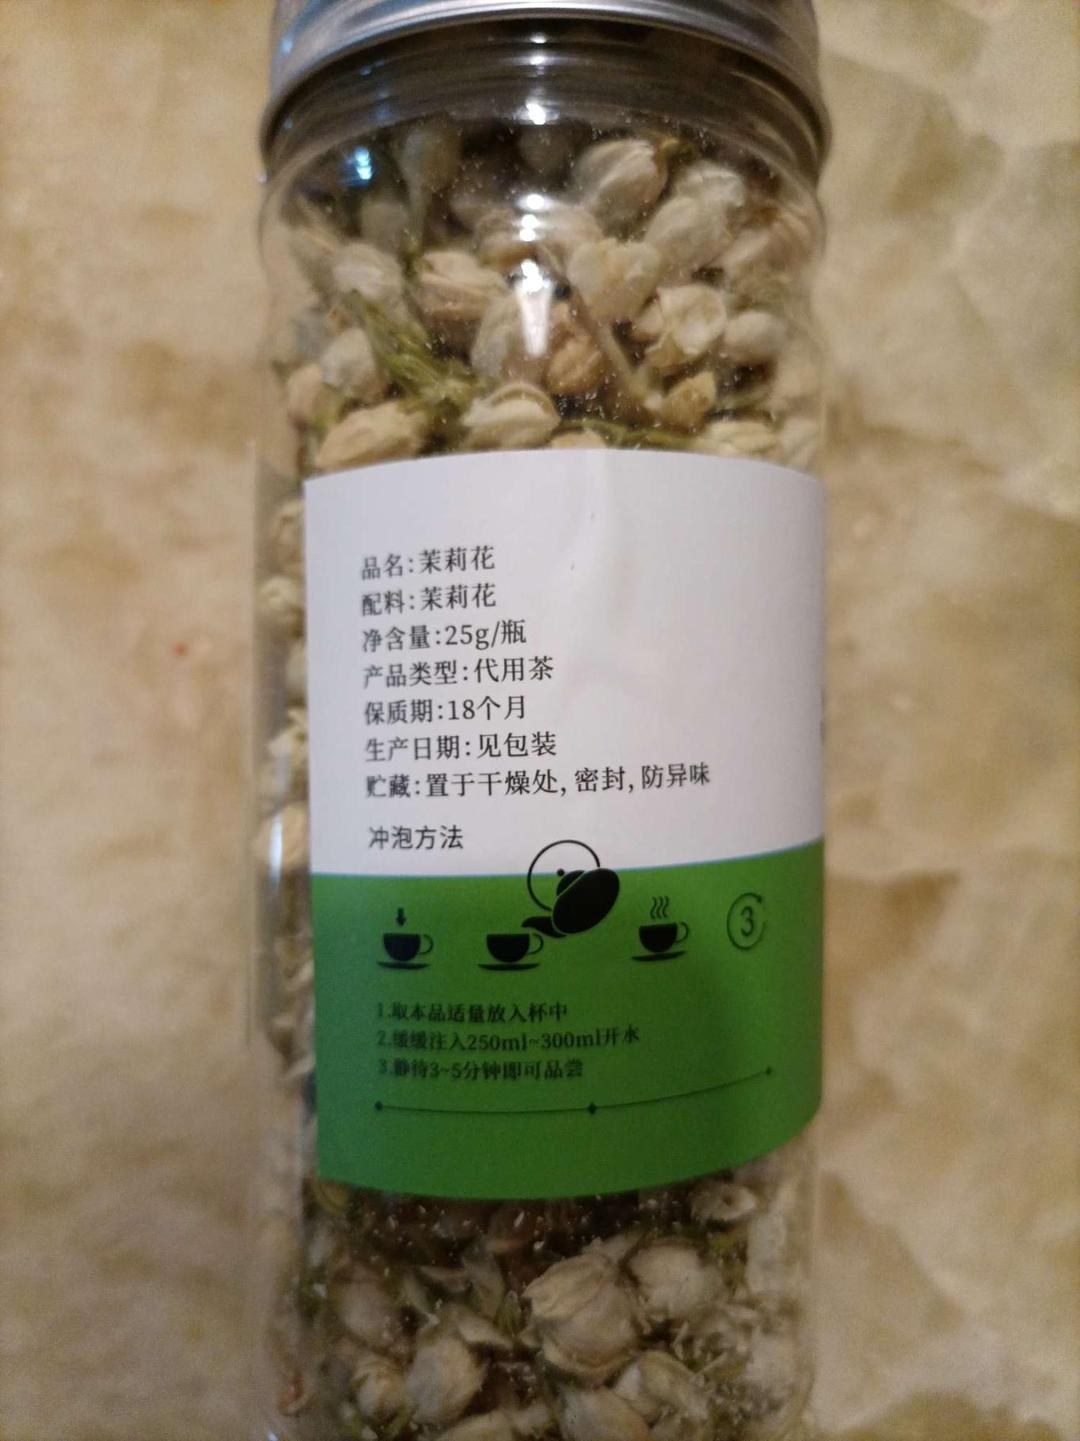 品名:茉莉花
配料:茉莉花
净含量:25g/瓶
产品类型:代用茶
保质期:18个月
生产日期:见包装
贮藏:置于干燥处,密封,防异味
冲泡方法
3
1.取本品适量放入杯中
2.缓缓注入250ml~300ml开水
3.静待3~5分钟即可品尝